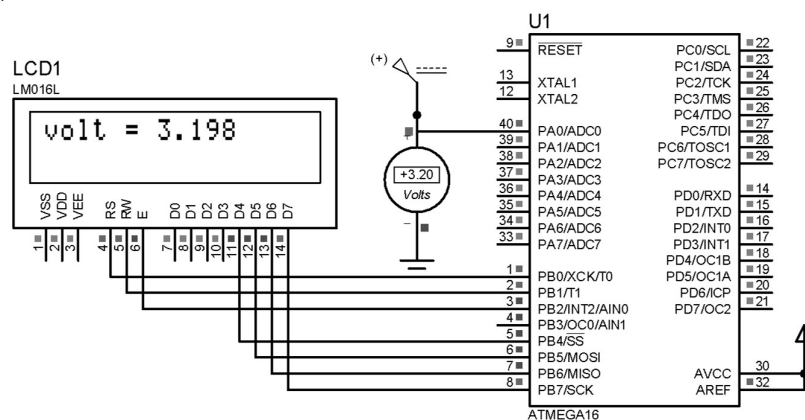 U1
LCD1
LM016L
volt = 3.198
VSS
VDD
VEE
RS
RW
E
D0
D1
D2
D3
D4
D5
D6
D7
1
2
3
4
5
6
7
8
9
10
11
12
13
14
(+)
+3.20
Volts
+
−
9 RESET
13 XTAL1
12 XTAL2
40 PA0/ADC0
39 PA1/ADC1
38 PA2/ADC2
37 PA3/ADC3
36 PA4/ADC4
35 PA5/ADC5
34 PA6/ADC6
33 PA7/ADC7
1 PB0/XCK/T0
2 PB1/T1
3 PB2/INT2/AIN0
4 PB3/OC0/AIN1
5 PB4/SS
6 PB5/MOSI
7 PB6/MISO
8 PB7/SCK
PC0/SCL 22
PC1/SDA 23
PC2/TCK 24
PC3/TMS 25
PC4/TDO 26
PC5/TDI 27
PC6/TOSC1 28
PC7/TOSC2 29
PD0/RXD 14
PD1/TXD 15
PD2/INT0 16
PD3/INT1 17
PD4/OC1B 18
PD5/OC1A 19
PD6/ICP 20
PD7/OC2 21
AVCC 30
AREF 32
ATMEGA16